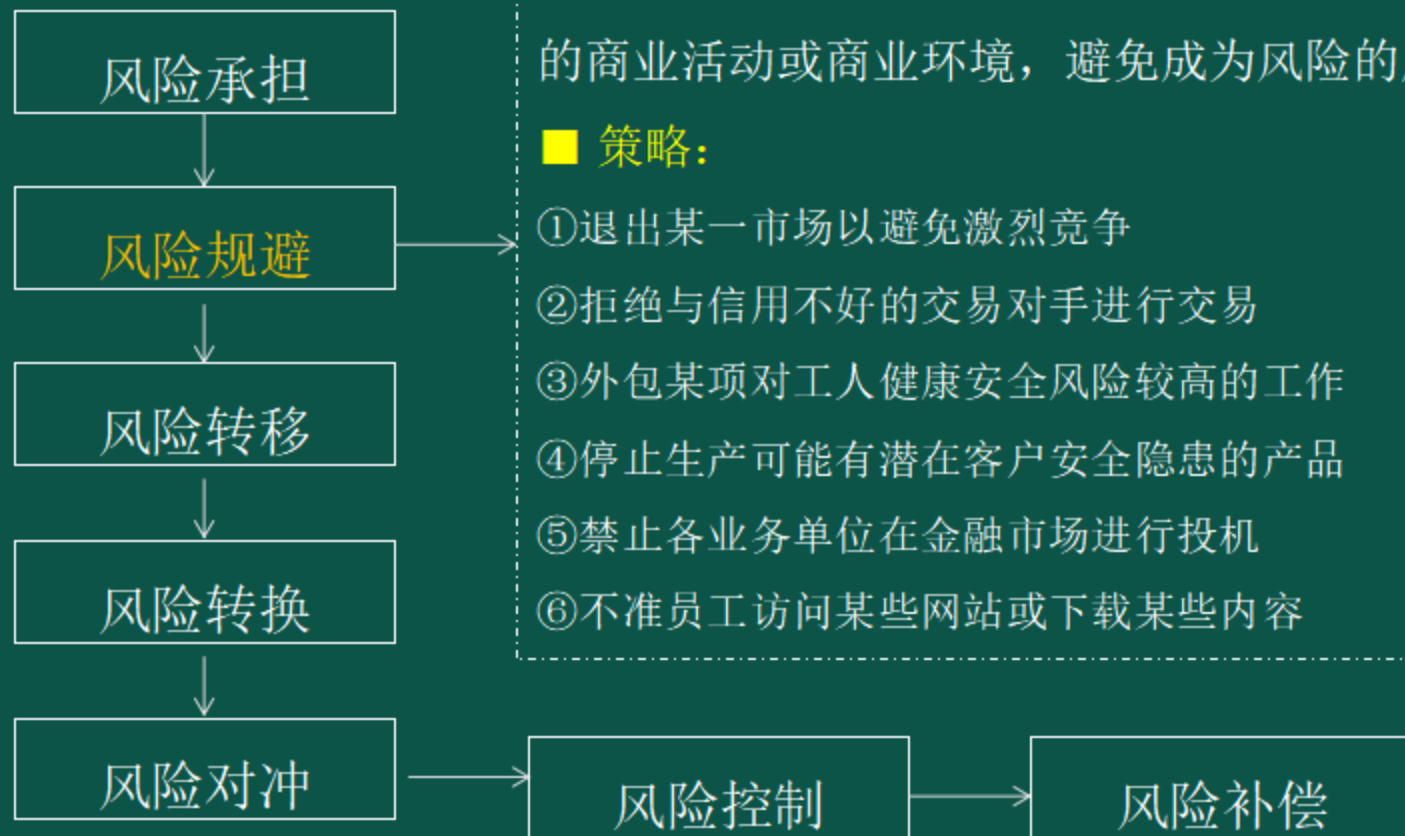 风险承担
的商业活动或商业环境，避免成为风险的
■ 策略：
风险规避
①退出某一市场以避免激烈竞争
②拒绝与信用不好的交易对手进行交易
③外包某项对工人健康安全风险较高的工作
风险转移
④停止生产可能有潜在客户安全隐患的产品
⑤禁止各业务单位在金融市场进行投机
⑥不准员工访问某些网站或下载某些内容
风险转换
风险对冲
风险控制
风险补偿